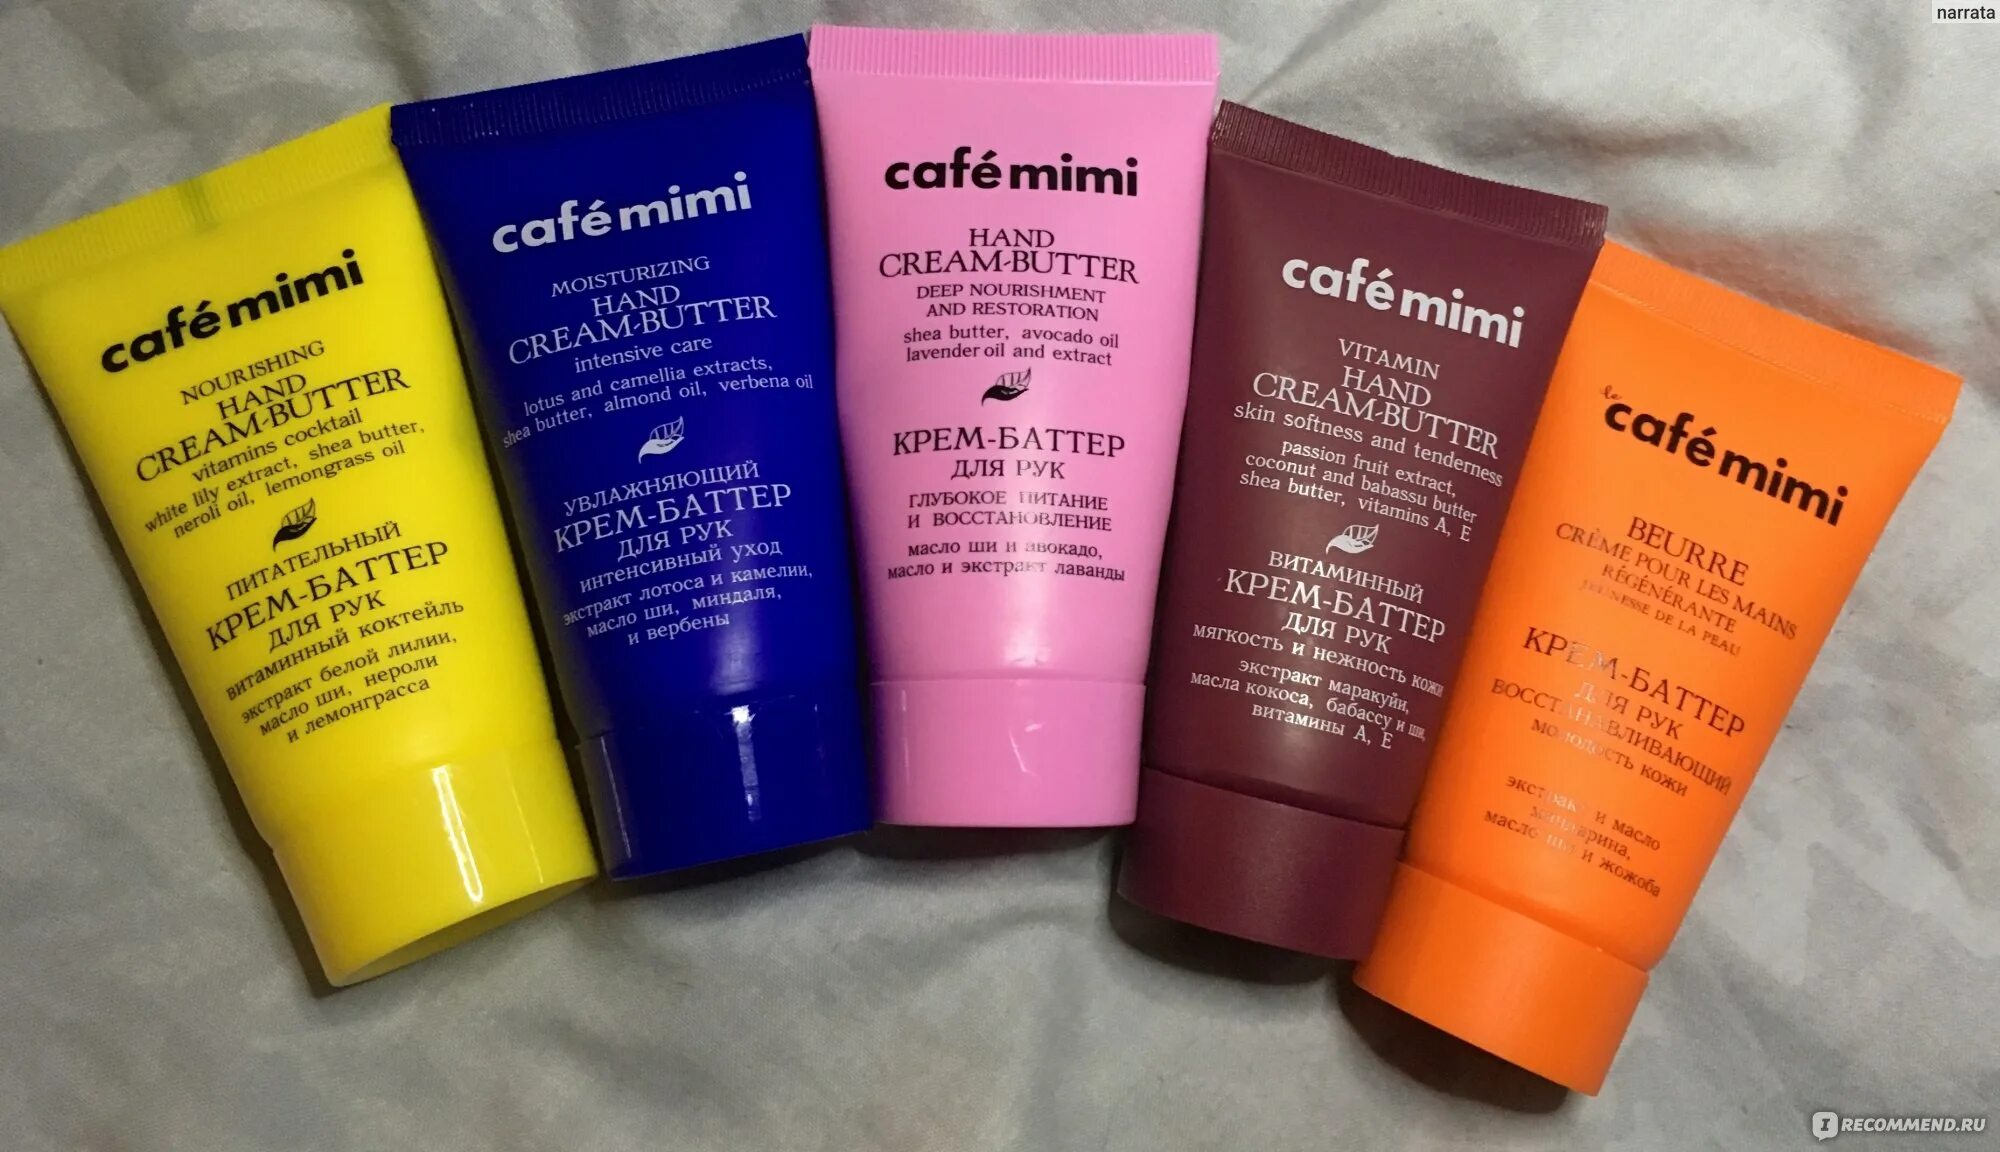 narrata
café mimi
NOURISHING
HAND
CREAM-BUTTER
vitamins cocktail
white lily extract, shea butter,
neroli oil, lemongrass oil
ПИТАТЕЛЬНЫЙ
КРЕМ-БАТТЕР
ДЛЯ РУК
витаминный коктейль
экстракт белой лилии,
масло ши, нероли
и лемонграсса
café mimi
MOISTURIZING
HAND
CREAM-BUTTER
intensive care
lotus and camellia extracts,
shea butter, almond oil, verbena oil
УВЛАЖНЯЮЩИЙ
КРЕМ-БАТТЕР
ДЛЯ РУК
интенсивный уход
экстракт лотоса и камелии,
масло ши, миндаля,
и вербены
café mimi
HAND
CREAM-BUTTER
DEEP NOURISHMENT
AND RESTORATION
shea butter, avocado oil
lavender oil and extract
КРЕМ-БАТТЕР
ДЛЯ РУК
ГЛУБОКОЕ ПИТАНИЕ
И ВОССТАНОВЛЕНИЕ
масло ши и авокадо,
масло и экстракт лаванды
café mimi
VITAMIN
HAND
CREAM-BUTTER
skin softness and tenderness
passion fruit extract,
coconut and babassu butter
shea butter, vitamins A, E
ВИТАМИННЫЙ
КРЕМ-БАТТЕР
ДЛЯ РУК
мягкость и нежность кожи
экстракт маракуйи,
масла кокоса, бабассу и ши,
витамины А, Е
le
café mimi
BEURRE
CRÈME POUR LES MAINS
RÉGÉNÉRANTE
JEUNESSE DE LA PEAU
КРЕМ-БАТТЕР
ДЛЯ РУК
ВОССТАНАВЛИВАЮЩИЙ
МОЛОДОСТЬ КОЖИ
экстракт и масло
мандарина,
масло ши и жожоба
IRECOMMEND.RU